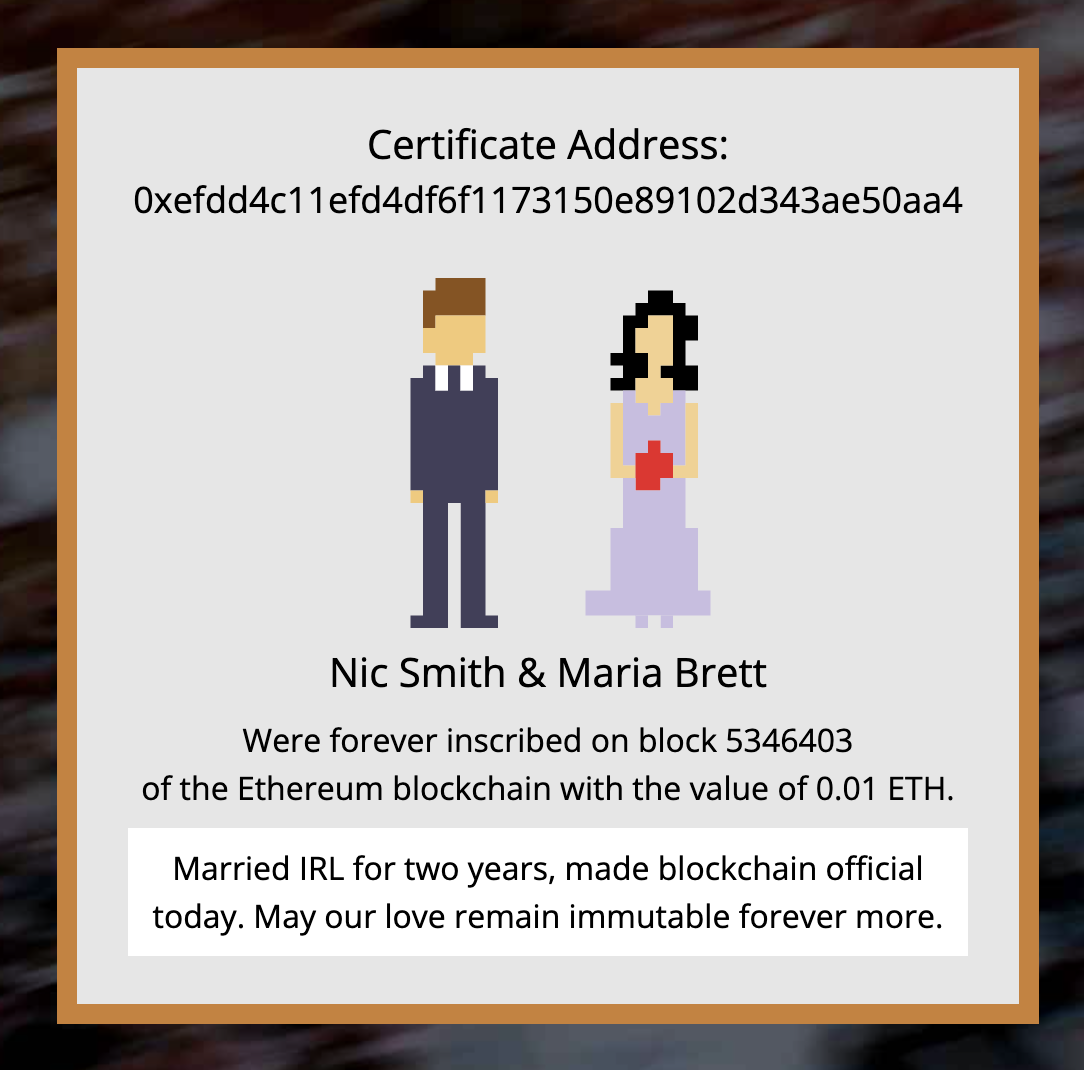 Certificate Address:
0xefdd4c11efd4df6f1173150e89102d343ae50aa4
Nic Smith & Maria Brett
Were forever inscribed on block 5346403
of the Ethereum blockchain with the value of 0.01 ETH.
Married IRL for two years, made blockchain official
today. May our love remain immutable forever more.